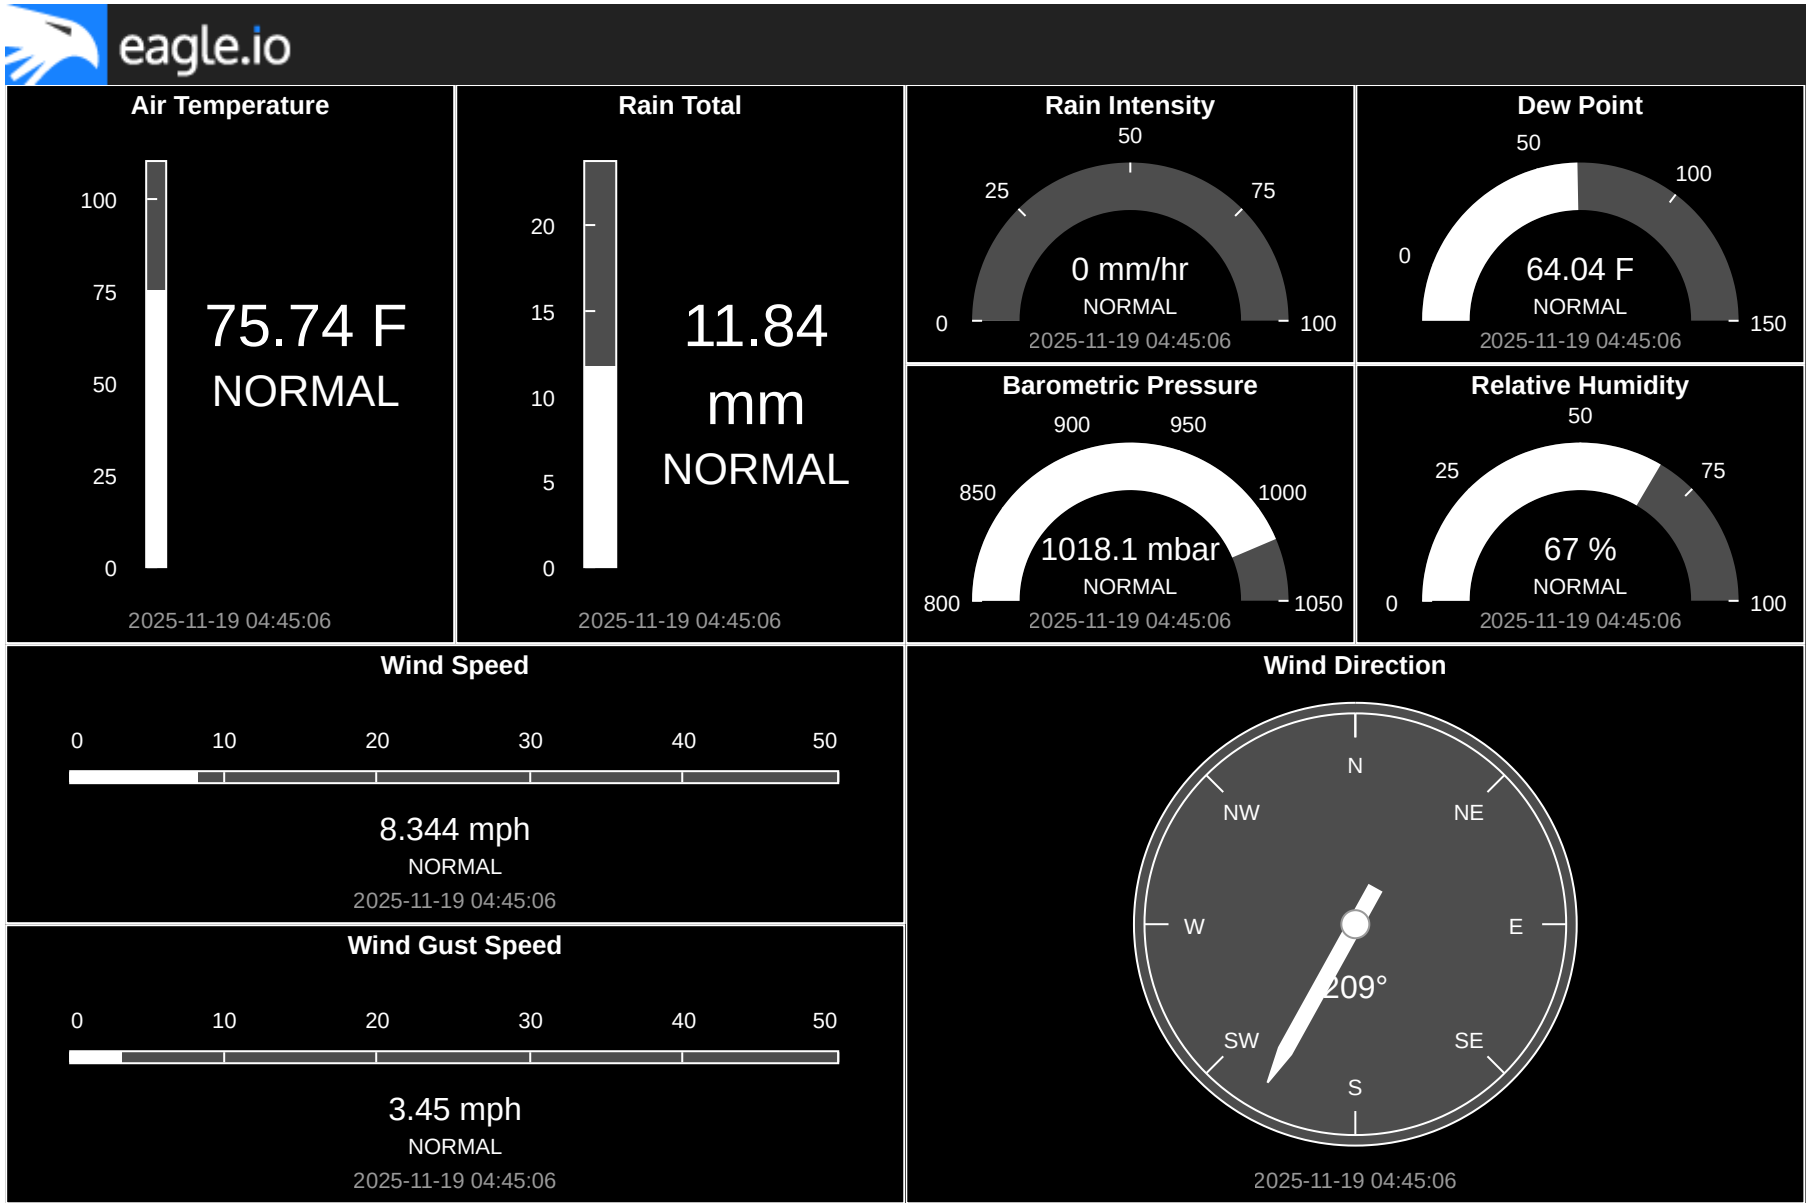 eagle.io
Air Temperature
100
75
50
25
0
75.74 F
NORMAL
2025-11-19 04:45:06
Rain Total
20
15
10
5
0
11.84
mm
NORMAL
2025-11-19 04:45:06
Rain Intensity
0
25
50
75
100
0 mm/hr
NORMAL
2025-11-19 04:45:06
Dew Point
0
50
100
150
64.04 F
NORMAL
2025-11-19 04:45:06
Barometric Pressure
800
850
900
950
1000
1050
1018.1 mbar
NORMAL
2025-11-19 04:45:06
Relative Humidity
0
25
50
75
100
67 %
NORMAL
2025-11-19 04:45:06
Wind Speed
0 10 20 30 40 50
8.344 mph
NORMAL
2025-11-19 04:45:06
Wind Gust Speed
0 10 20 30 40 50
3.45 mph
NORMAL
2025-11-19 04:45:06
Wind Direction
N
NW NE
W E
209°
SW SE
S
2025-11-19 04:45:06